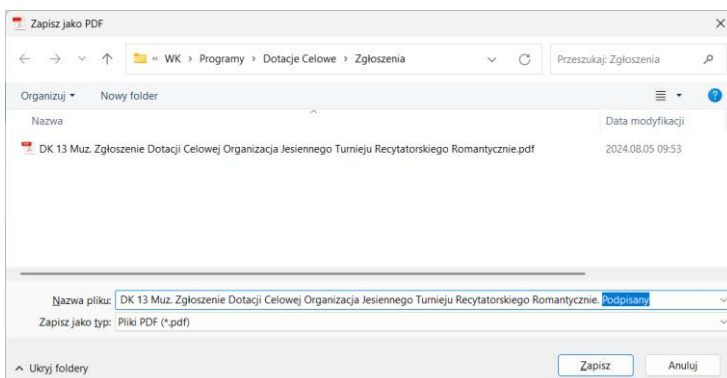 Zapisz jako PDF
« WK > Programy > Dotacje Celowe > Zgłoszenia
Przeszukaj: Zgłoszenia
Organizuj
Nowy folder
Nazwa
Data modyfikacji
DK 13 Muz. Zgłoszenie Dotacji Celowej Organizacja Jesiennego Turnieju Recytatorskiego Romantycznie.pdf
2024.08.05 09:53
Nazwa pliku: DK 13 Muz. Zgłoszenie Dotacji Celowej Organizacja Jesiennego Turnieju Recytatorskiego Romantycznie. Podpisany
Zapisz jako typ: Pliki PDF (*.pdf)
Ukryj foldery
Zapisz
Anuluj